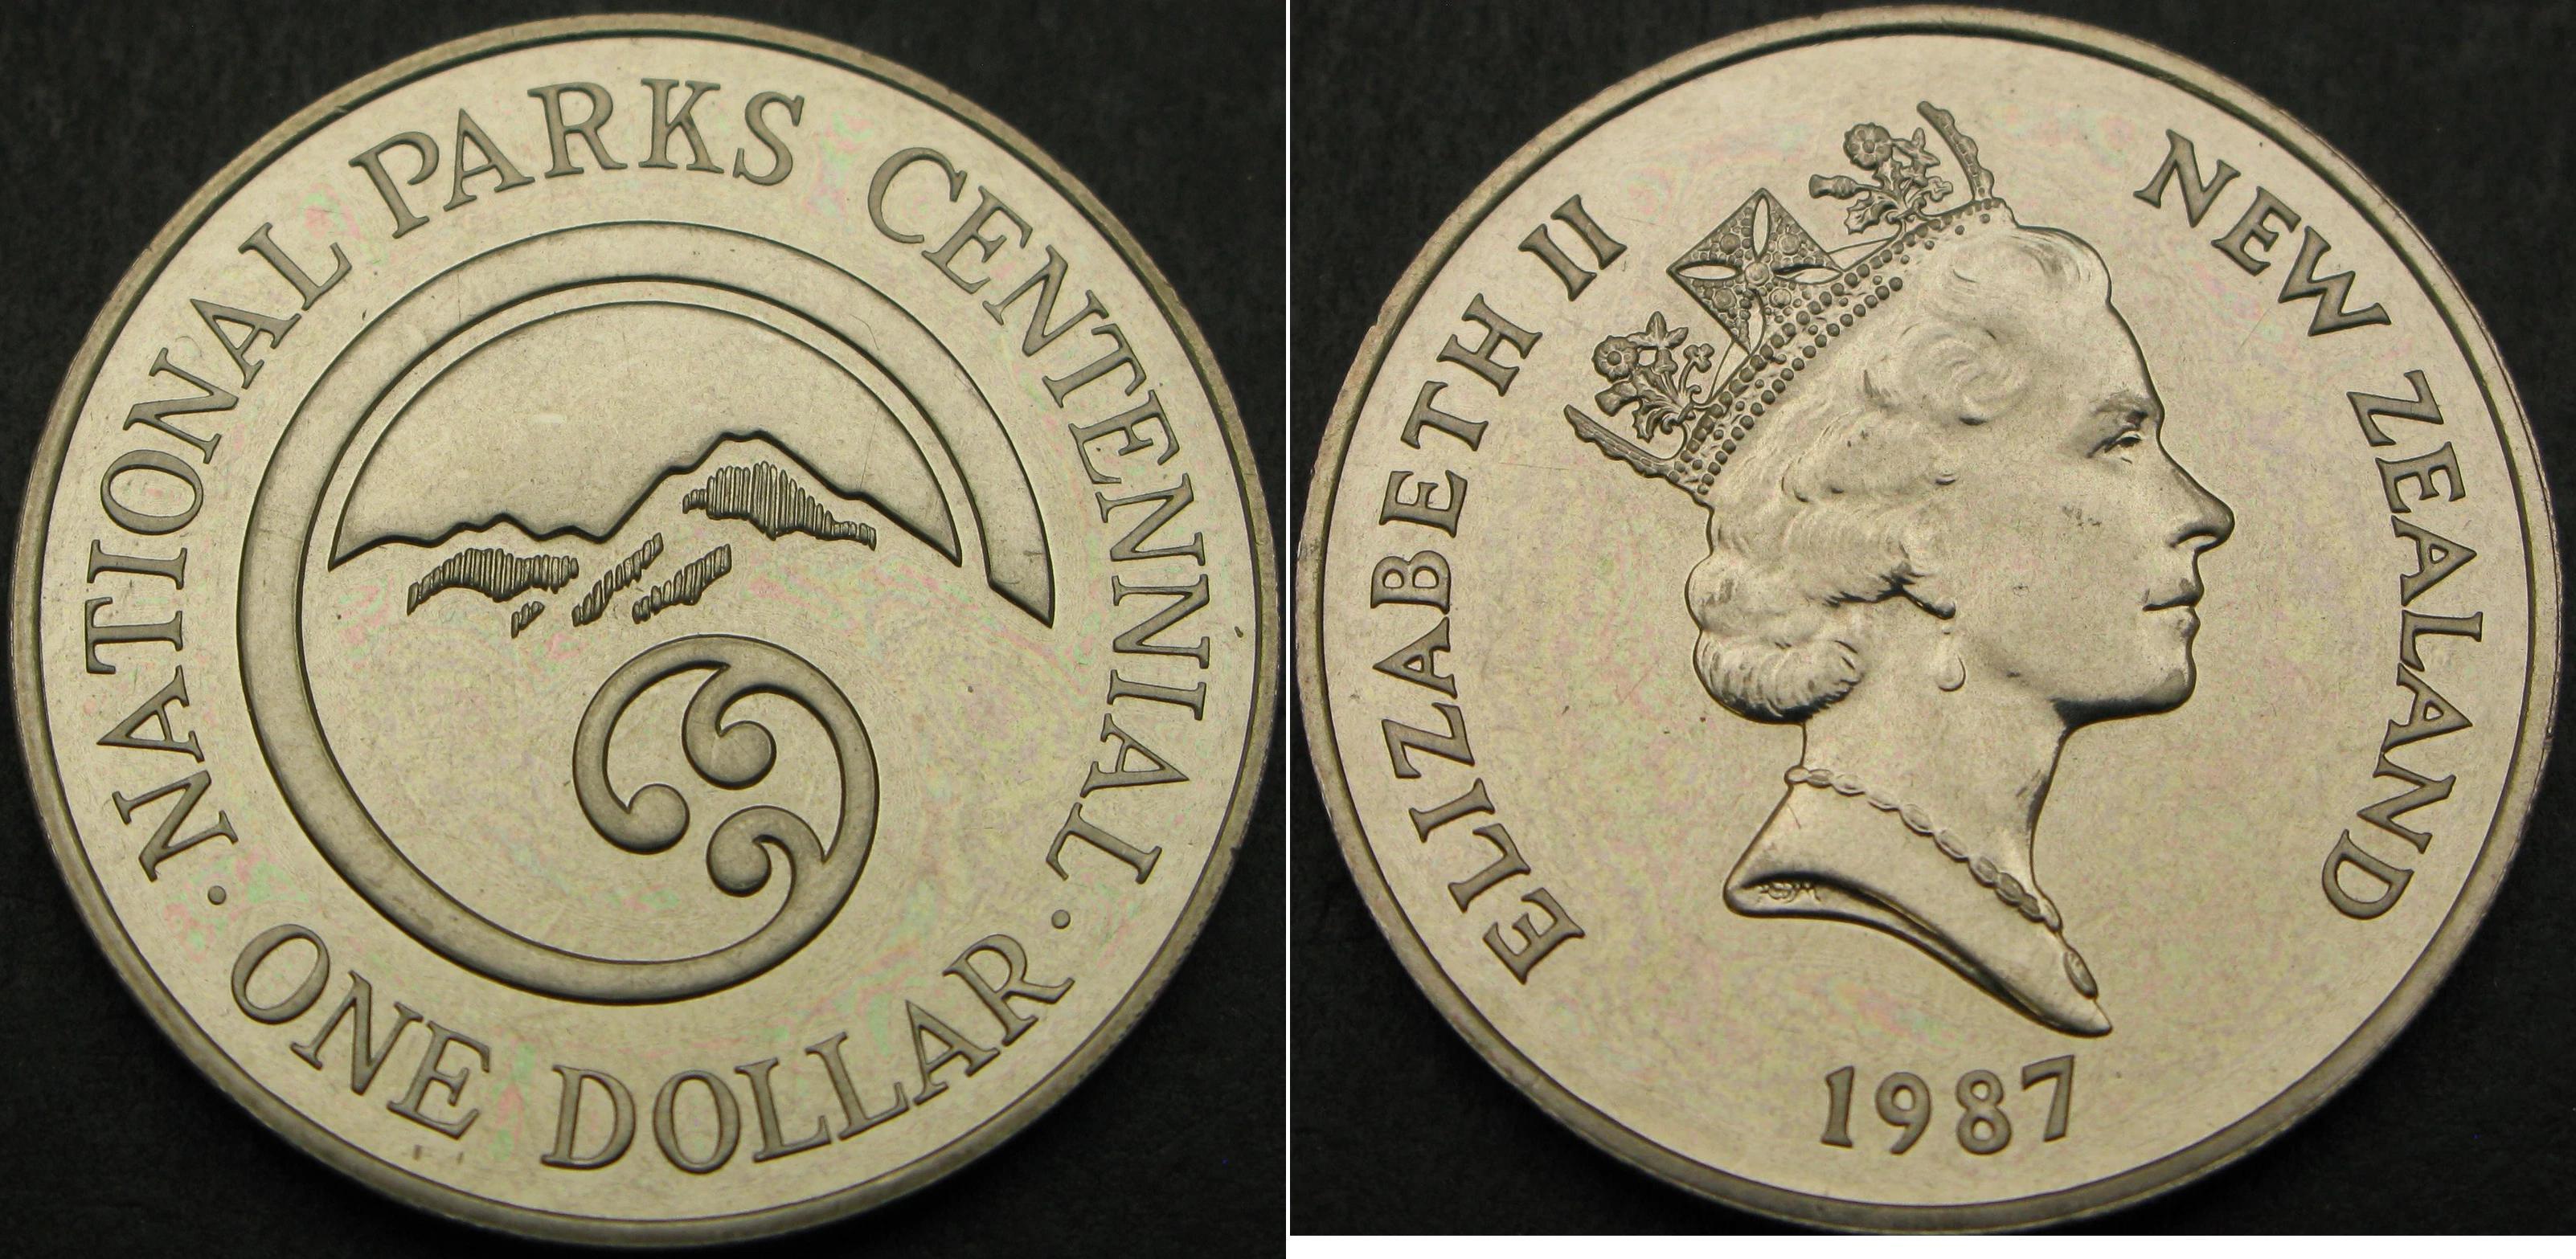 NATIONAL PARKS CENTENNIAL
· ONE DOLLAR ·
ELIZABETH II
NEW ZEALAND
1987